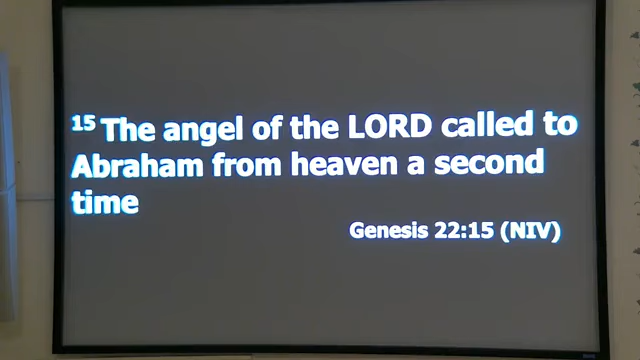 15 The angel of the LORD called to
Abraham from heaven a second
time
Genesis 22:15 (NIV)